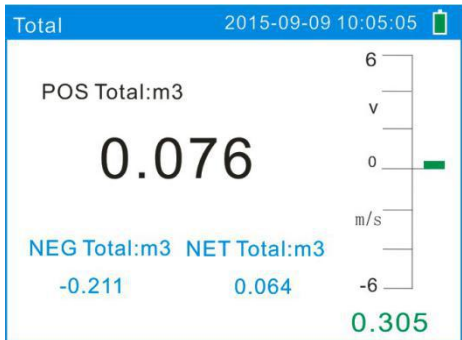 Total 2015-09-09 10:05:05
6
POS Total:m3
v
0.076
0
m/s
NEG Total:m3 NET Total:m3
-0.211 0.064
-6
0.305